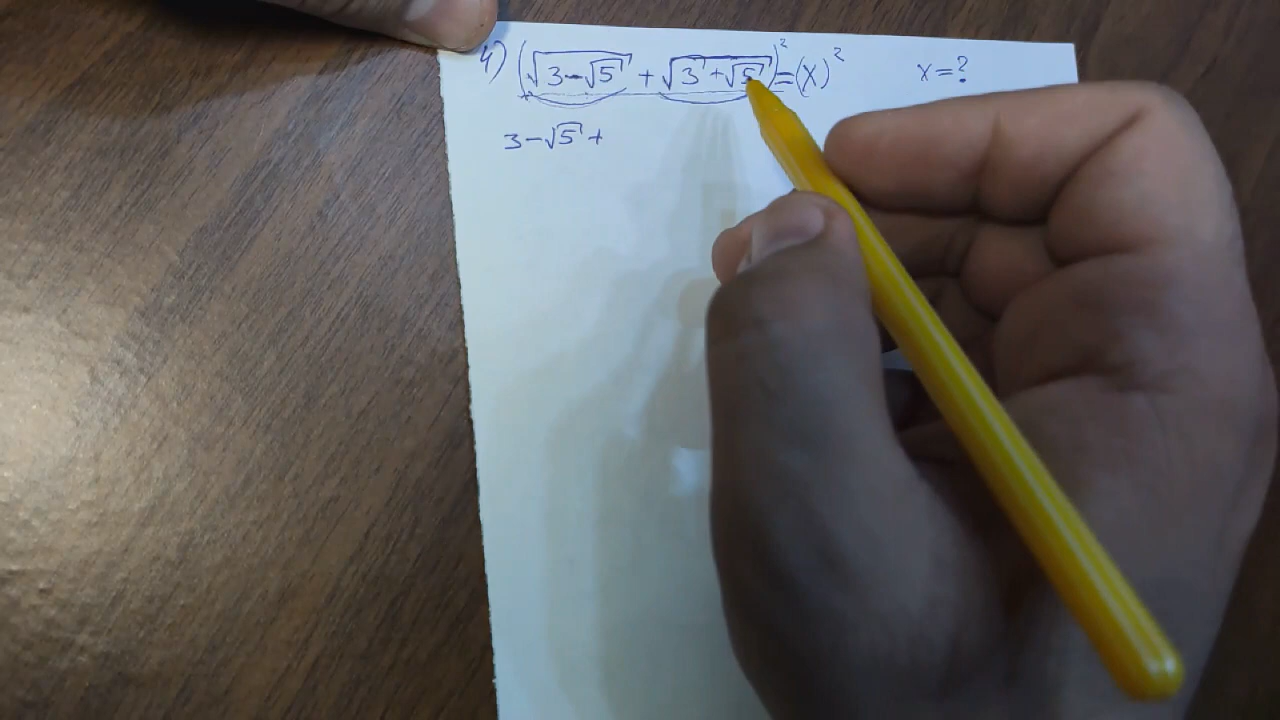 4) (√(3-√5) + √(3+√5))² = (x)² x=?
3-√5 +